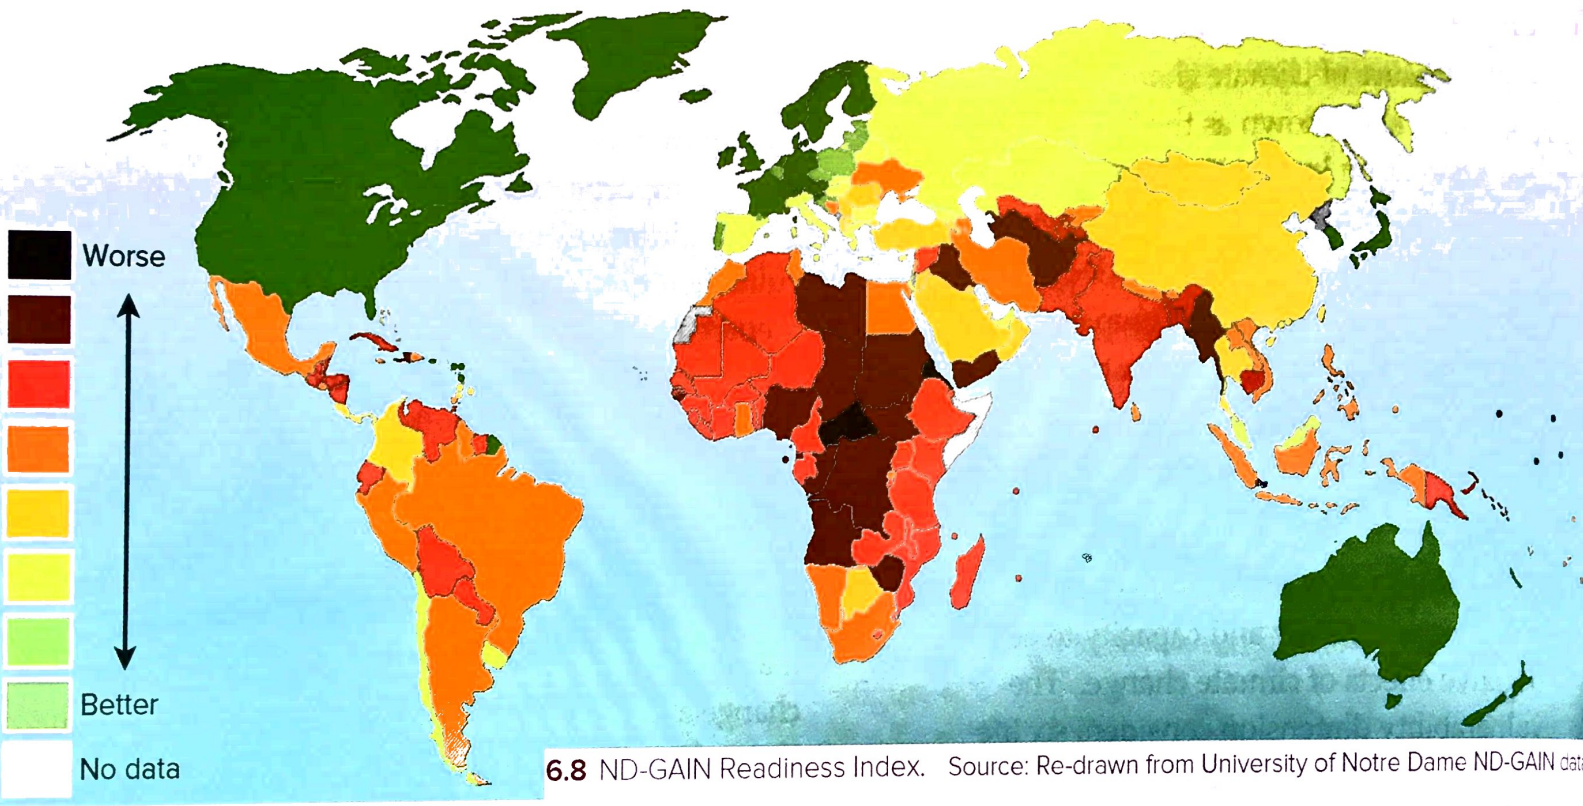 Worse
Better
No data
6.8 ND-GAIN Readiness Index. Source: Re-drawn from University of Notre Dame ND-GAIN data